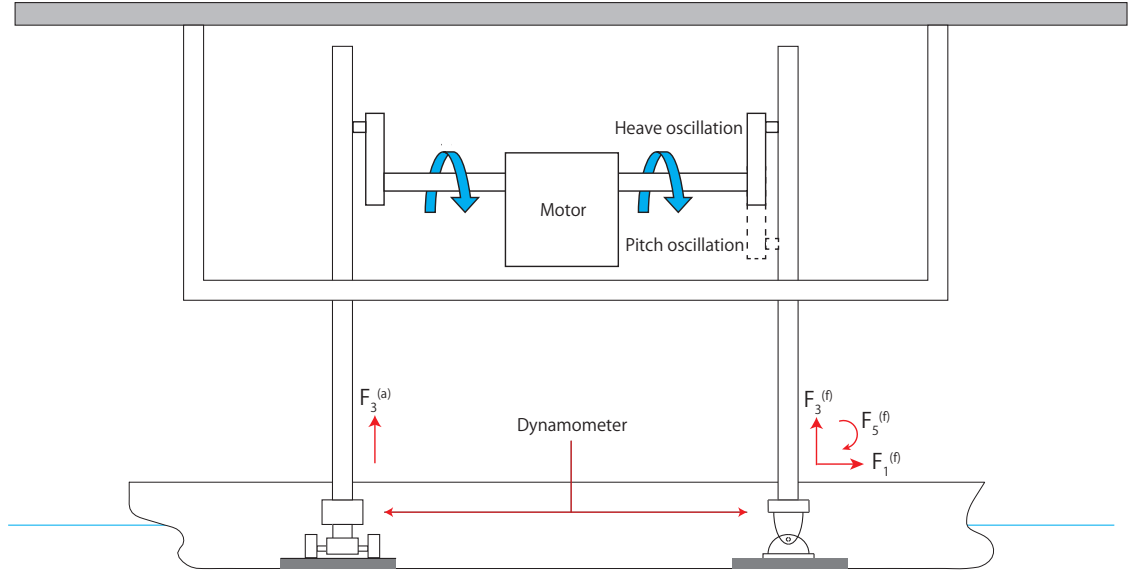 Heave oscillation
Motor
Pitch oscillation
F₃⁽ᵃ⁾
F₃⁽ᶠ⁾
F₅⁽ᶠ⁾
Dynamometer
F₁⁽ᶠ⁾